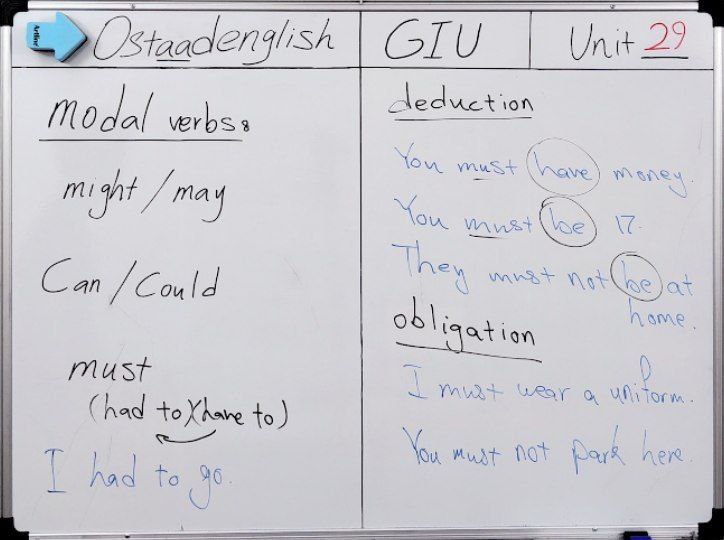 Artline
Ostaadenglish
GIU
Unit 29
modal verbs:
might / may
Can / Could
must
(had to)(have to)
I had to go.
deduction
You must have money.
You must be 17.
They must not be at
home.
obligation
I must wear a uniform.
You must not park here.